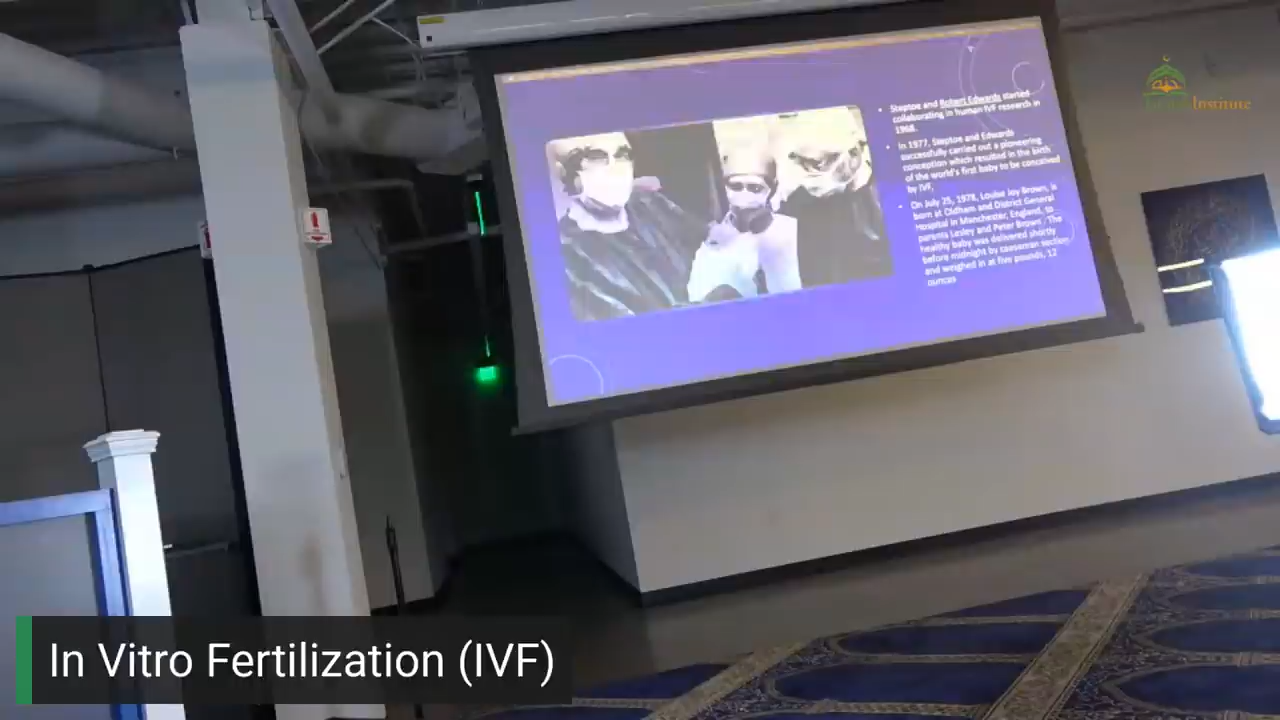 • Steptoe and Robert Edwards started
collaborating in human IVF research in
1968.
• In 1977, Steptoe and Edwards
successfully carried out a pioneering
conception which resulted in the birth
of the world's first baby to be conceived
by IVF,
• On July 25, 1978, Louise Joy Brown, is
born at Oldham and District General
Hospital in Manchester, England, to
parents Lesley and Peter Brown. The
healthy baby was delivered shortly
before midnight by caesarean section
and weighed in at five pounds, 12
ounces
Institute
In Vitro Fertilization (IVF)